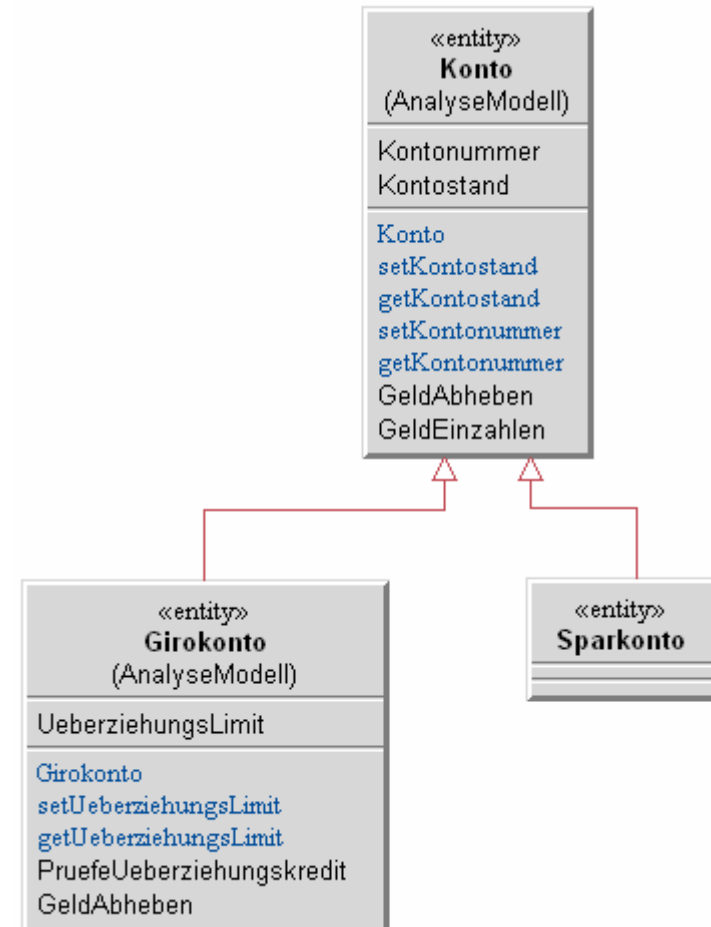 «entity»
Konto
(AnalyseModell)
Kontonummer
Kontostand
Konto
setKontostand
getKontostand
setKontonummer
getKontonummer
GeldAbheben
GeldEinzahlen
«entity»
Girokonto
(AnalyseModell)
UeberziehungsLimit
Girokonto
setUeberziehungsLimit
getUeberziehungsLimit
PruefeUeberziehungskredit
GeldAbheben
«entity»
Sparkonto